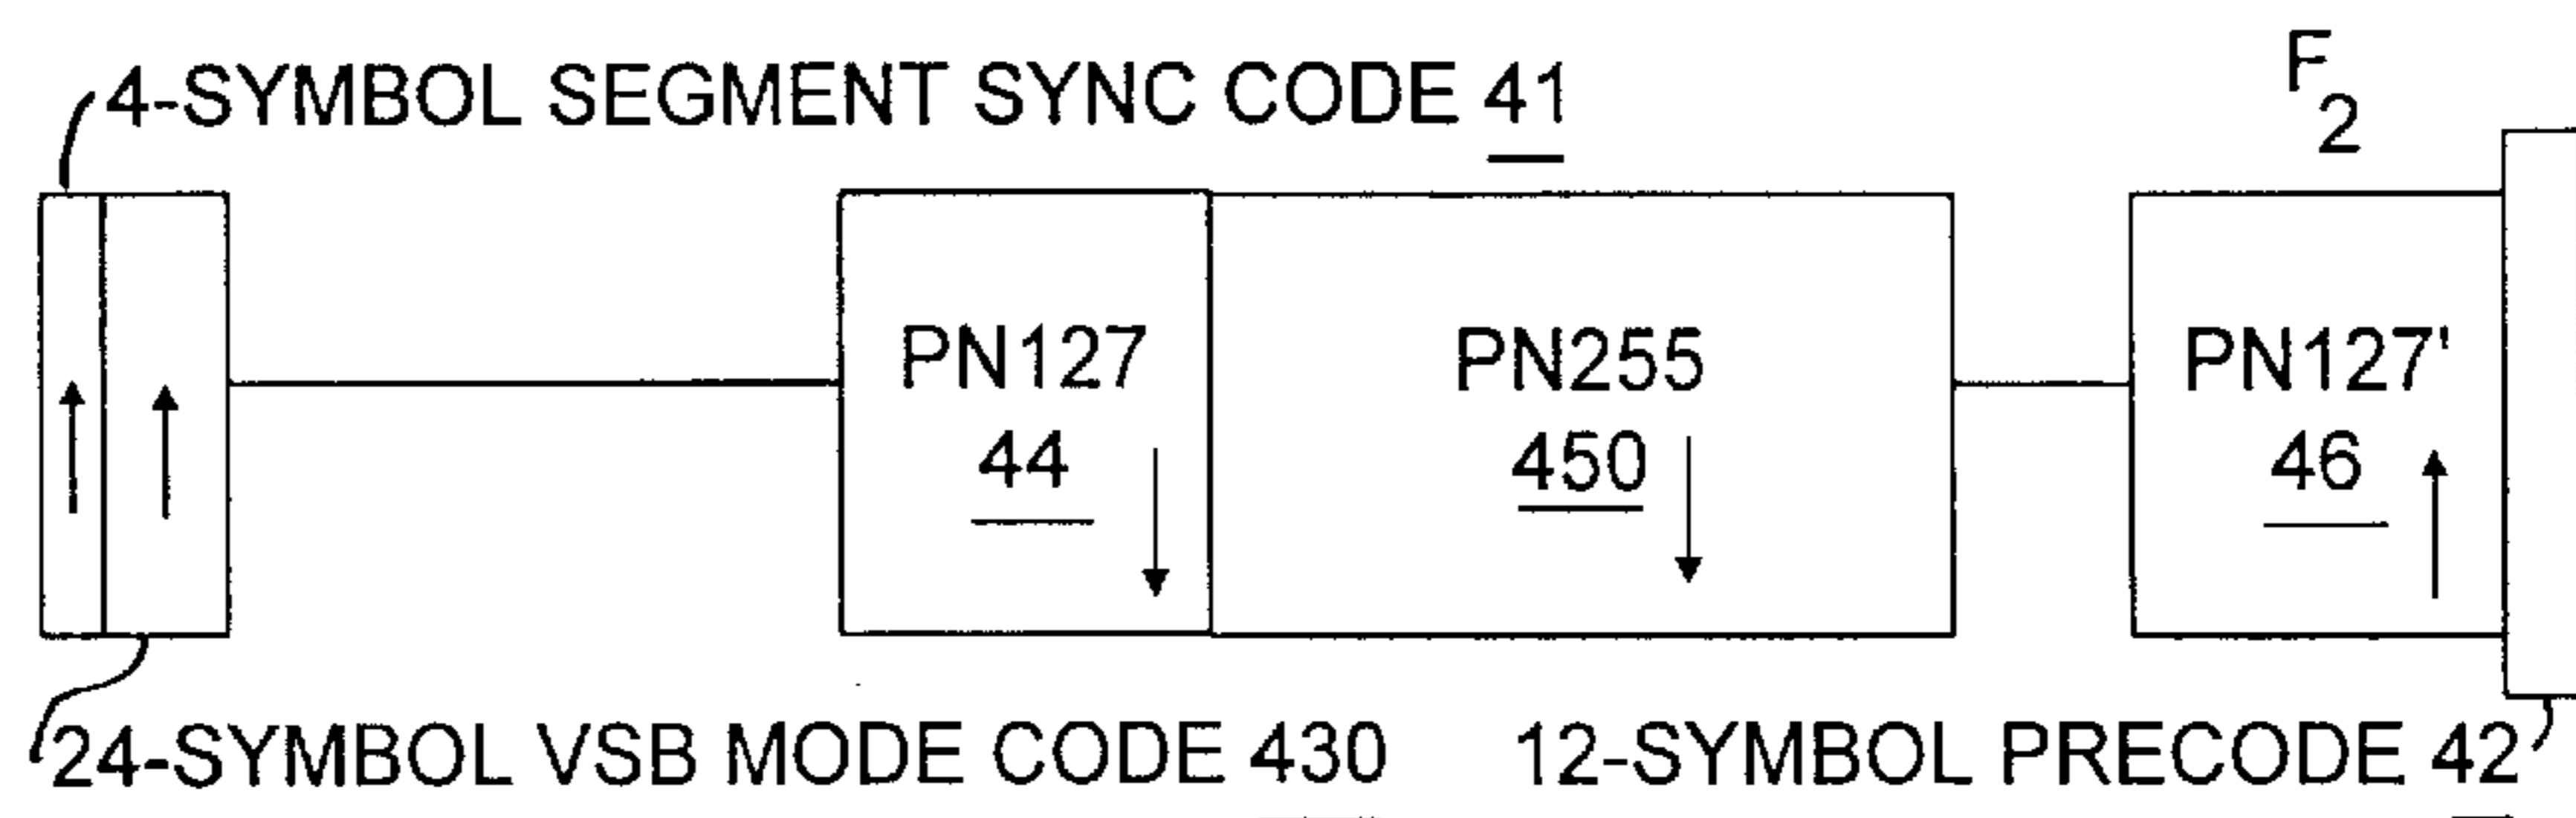 4-SYMBOL SEGMENT SYNC CODE 41
F2
PN127
44
PN255
450
PN127'
46
24-SYMBOL VSB MODE CODE 430
12-SYMBOL PRECODE 42